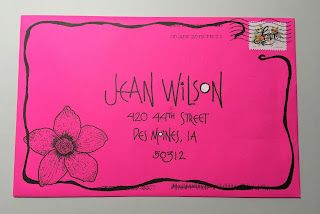 JEAN WILSON
420 44TH STREET
DES MOINES, IA
50312